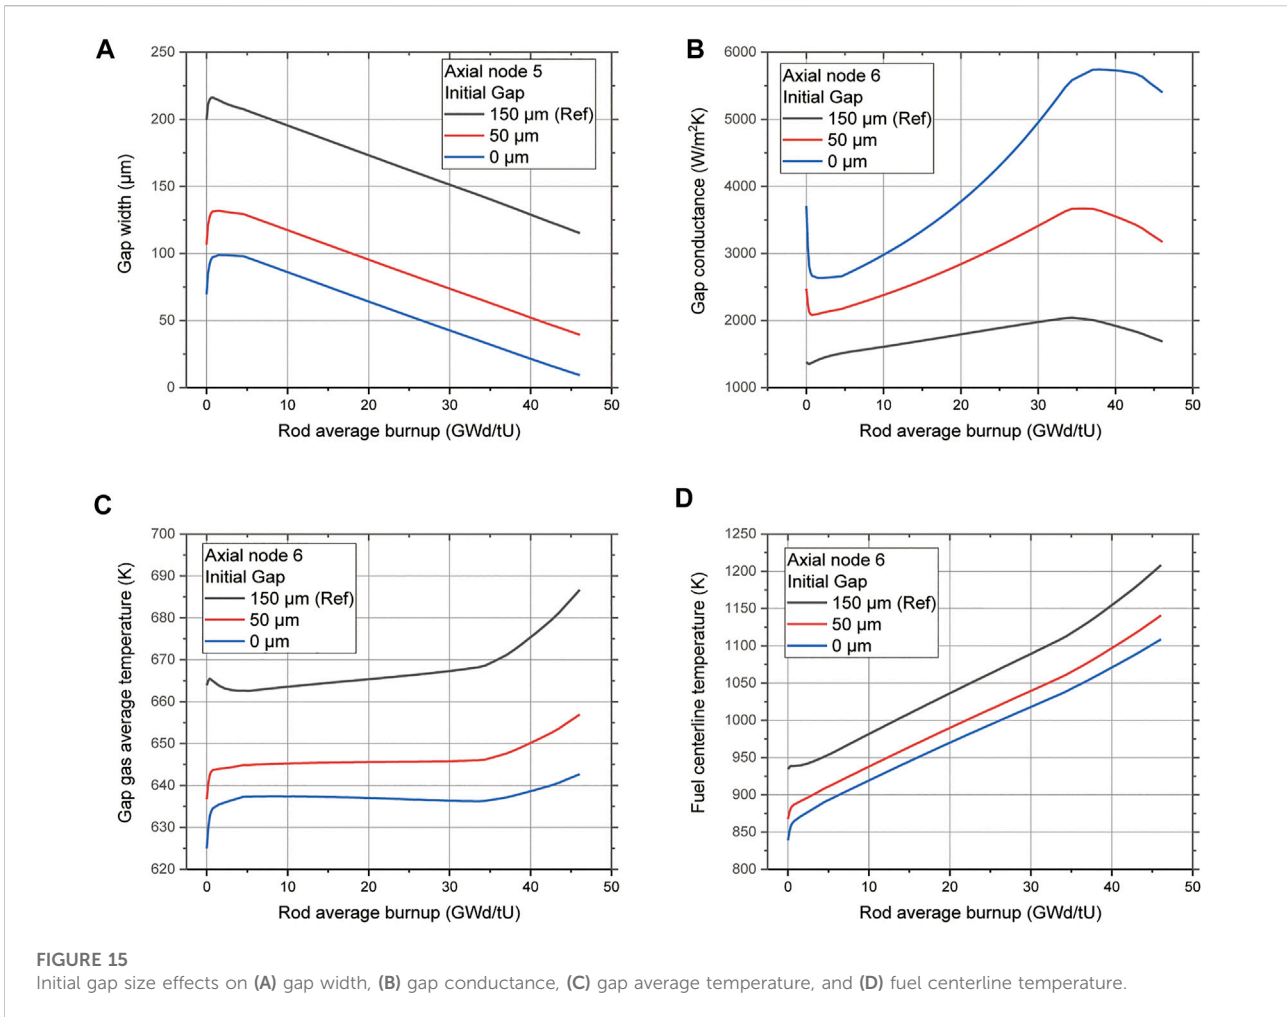 A
250
200
150
100
50
0
Gap width (µm)
Axial node 5
Initial Gap
150 µm (Ref)
50 µm
0 µm
0 10 20 30 40 50
Rod average burnup (GWd/tU)
B
6000
5000
4000
3000
2000
1000
Gap conductance (W/m²K)
Axial node 6
Initial Gap
150 µm (Ref)
50 µm
0 µm
0 10 20 30 40 50
Rod average burnup (GWd/tU)
C
700
690
680
670
660
650
640
630
620
Gap gas average temperature (K)
Axial node 6
Initial Gap
150 µm (Ref)
50 µm
0 µm
0 10 20 30 40 50
Rod average burnup (GWd/tU)
D
1250
1200
1150
1100
1050
1000
950
900
850
800
Fuel centerline temperature (K)
Axial node 6
Initial Gap
150 µm (Ref)
50 µm
0 µm
0 10 20 30 40 50
Rod average burnup (GWd/tU)
FIGURE 15
Initial gap size effects on (A) gap width, (B) gap conductance, (C) gap average temperature, and (D) fuel centerline temperature.